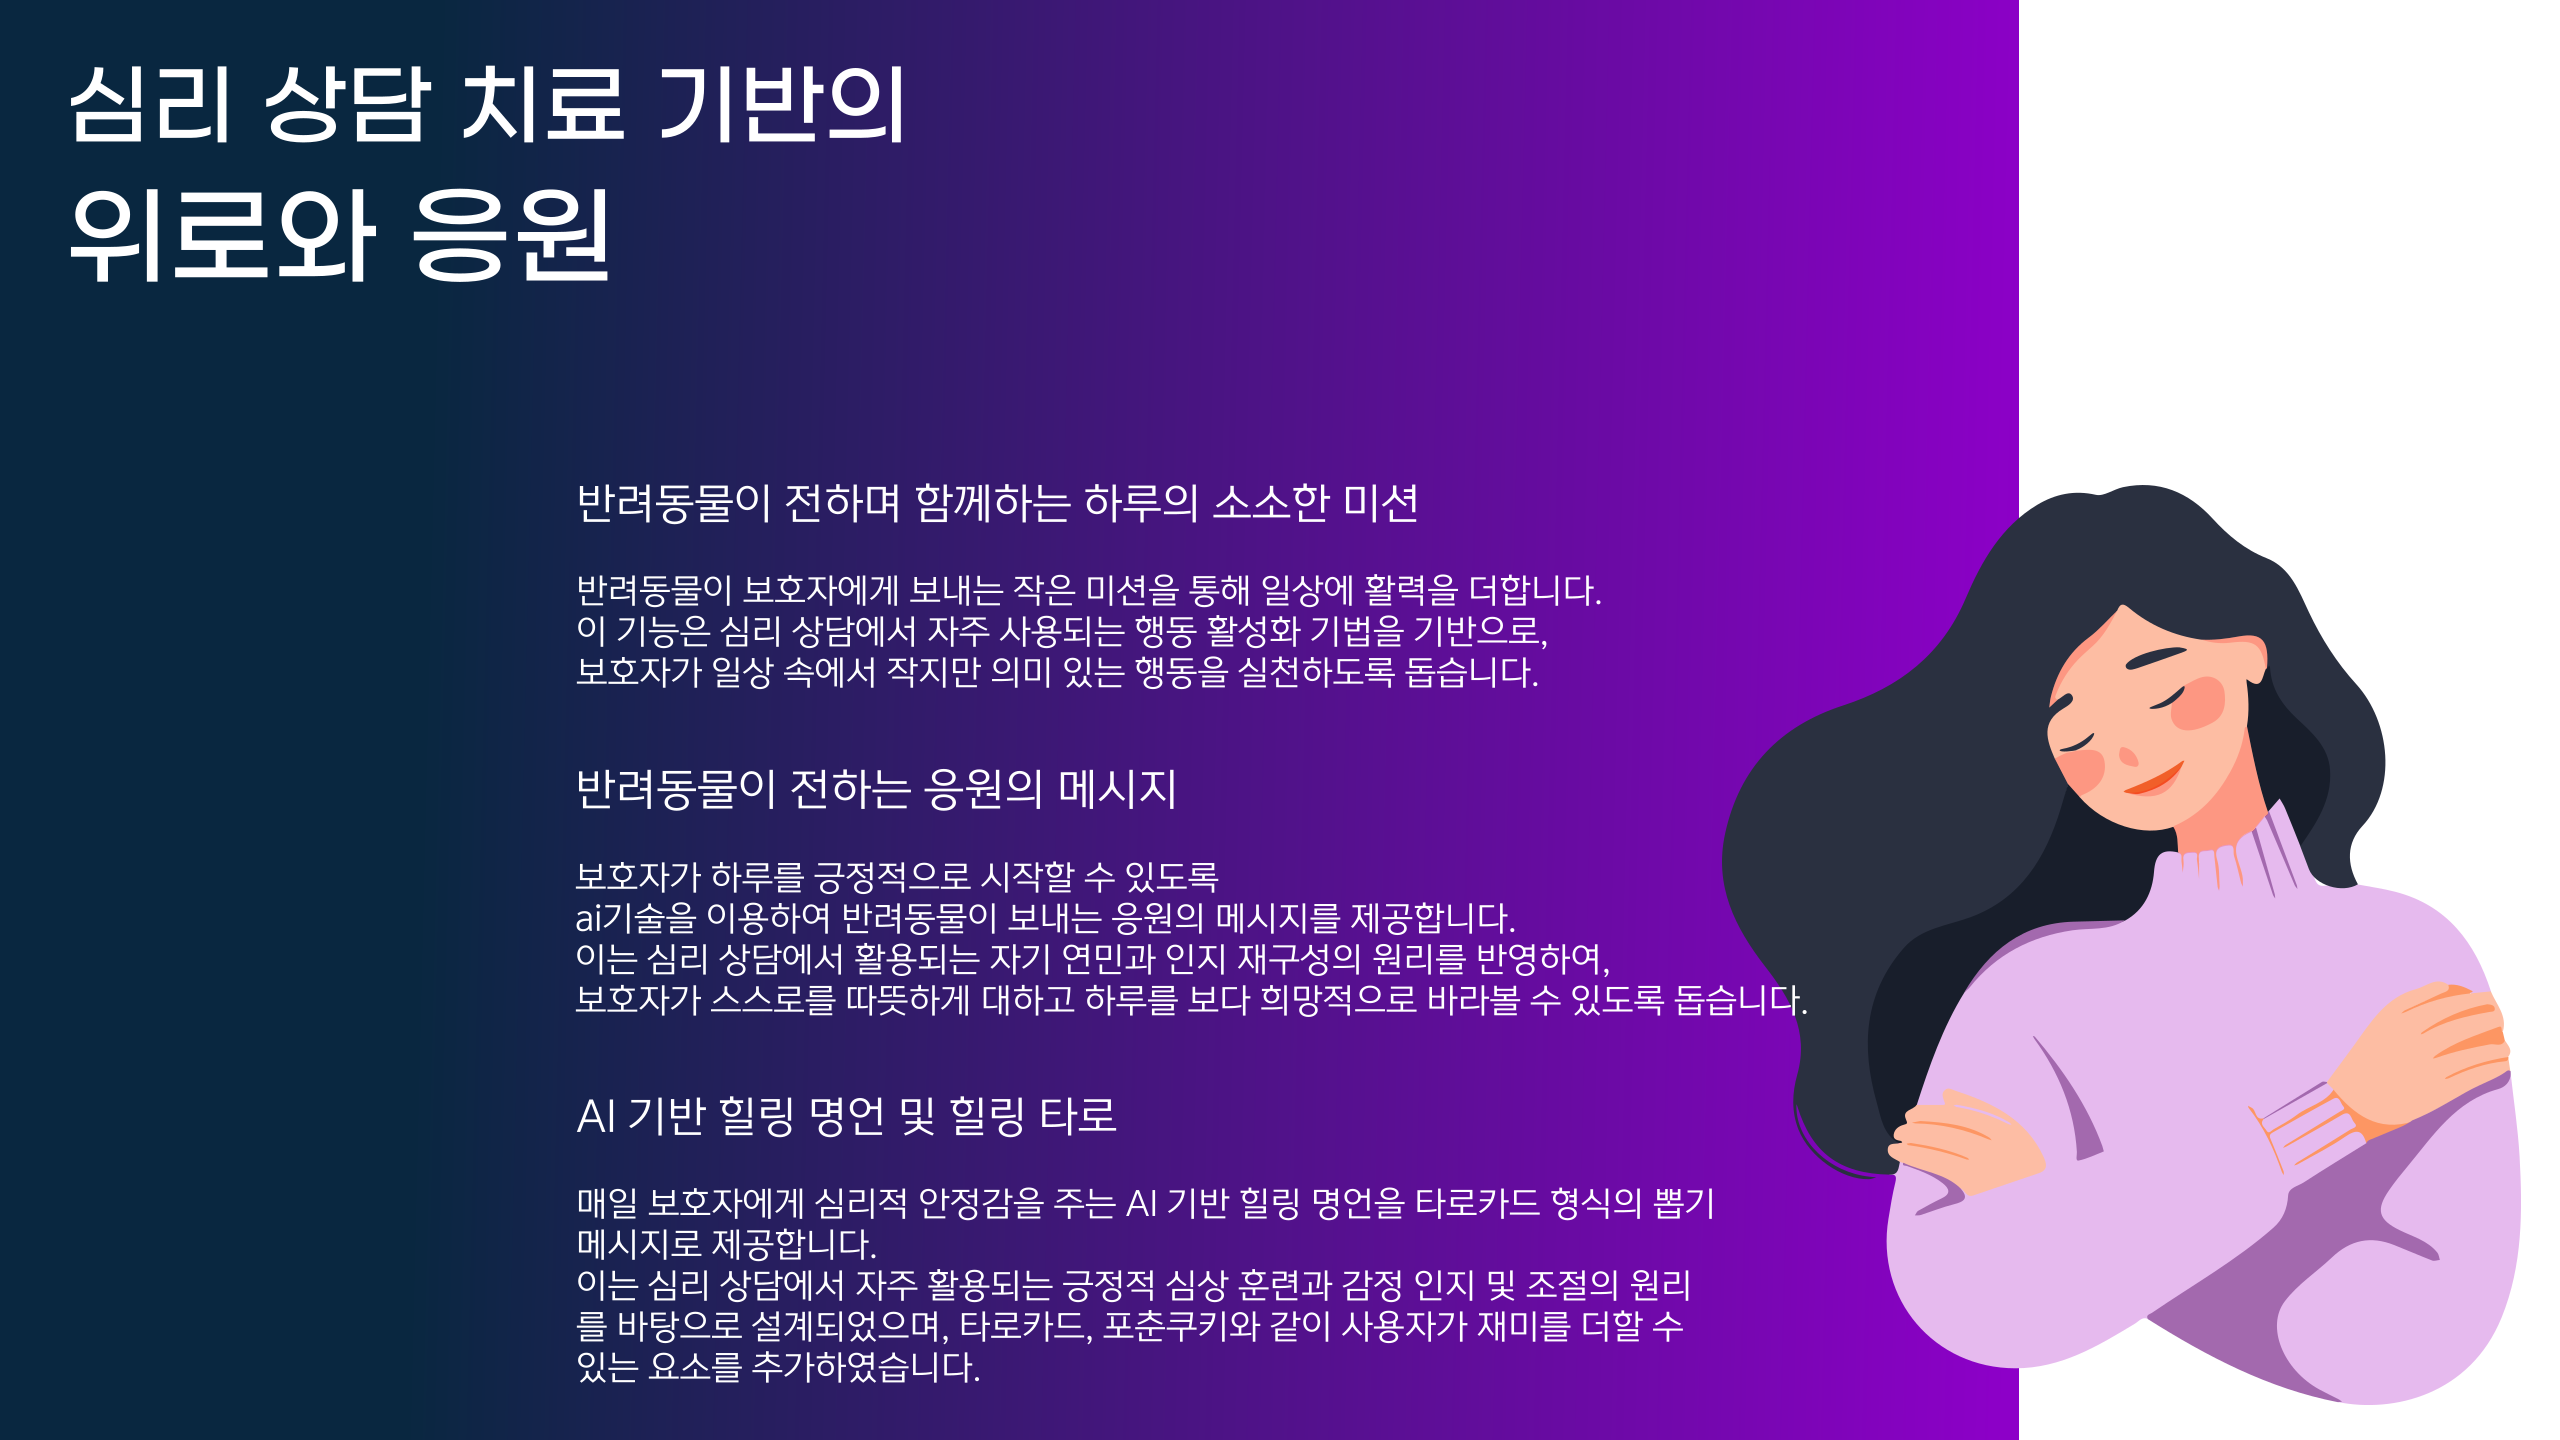 심리 상담 치료 기반의
위로와 응원
반려동물이 전하며 함께하는 하루의 소소한 미션
반려동물이 보호자에게 보내는 작은 미션을 통해 일상에 활력을 더합니다.
이 기능은 심리 상담에서 자주 사용되는 행동 활성화 기법을 기반으로,
보호자가 일상 속에서 작지만 의미 있는 행동을 실천하도록 돕습니다.
반려동물이 전하는 응원의 메시지
보호자가 하루를 긍정적으로 시작할 수 있도록
ai기술을 이용하여 반려동물이 보내는 응원의 메시지를 제공합니다.
이는 심리 상담에서 활용되는 자기 연민과 인지 재구성의 원리를 반영하여,
보호자가 스스로를 따뜻하게 대하고 하루를 보다 희망적으로 바라볼 수 있도록 돕습니다.
AI 기반 힐링 명언 및 힐링 타로
매일 보호자에게 심리적 안정감을 주는 AI 기반 힐링 명언을 타로카드 형식의 뽑기
메시지로 제공합니다.
이는 심리 상담에서 자주 활용되는 긍정적 심상 훈련과 감정 인지 및 조절의 원리
를 바탕으로 설계되었으며, 타로카드, 포춘쿠키와 같이 사용자가 재미를 더할 수
있는 요소를 추가하였습니다.